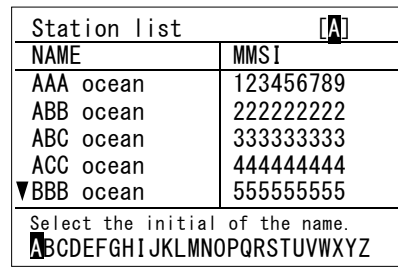 Station list [A]
NAME MMSI
AAA ocean 123456789
ABB ocean 222222222
ABC ocean 333333333
ACC ocean 444444444
▼BBB ocean 555555555
Select the initial of the name.
ABCDEFGHIJKLMNOPQRSTUVWXYZ